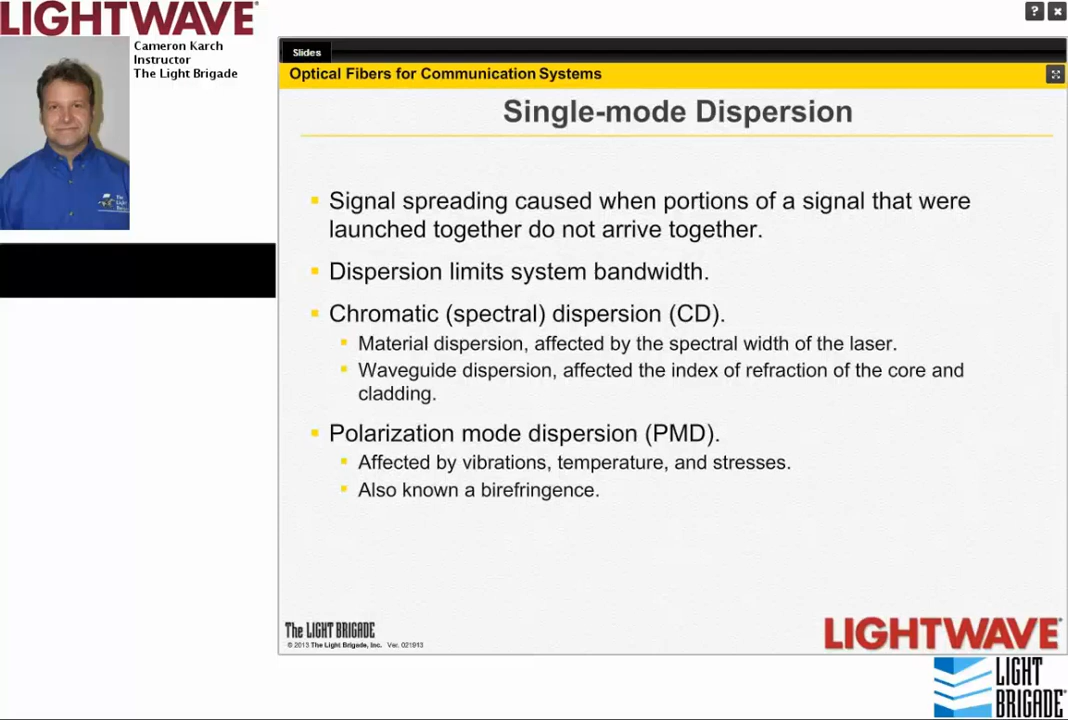 LIGHTWAVE®
Cameron Karch
Instructor
The Light Brigade
?
Slides
Optical Fibers for Communication Systems
Single-mode Dispersion
Signal spreading caused when portions of a signal that were
launched together do not arrive together.
Dispersion limits system bandwidth.
Chromatic (spectral) dispersion (CD).
Material dispersion, affected by the spectral width of the laser.
Waveguide dispersion, affected the index of refraction of the core and
cladding.
Polarization mode dispersion (PMD).
Affected by vibrations, temperature, and stresses.
Also known a birefringence.
The LIGHT BRIGADE
© 2013 The Light Brigade, Inc. Ver. 021913
LIGHTWAVE®
LIGHT
BRIGADE®